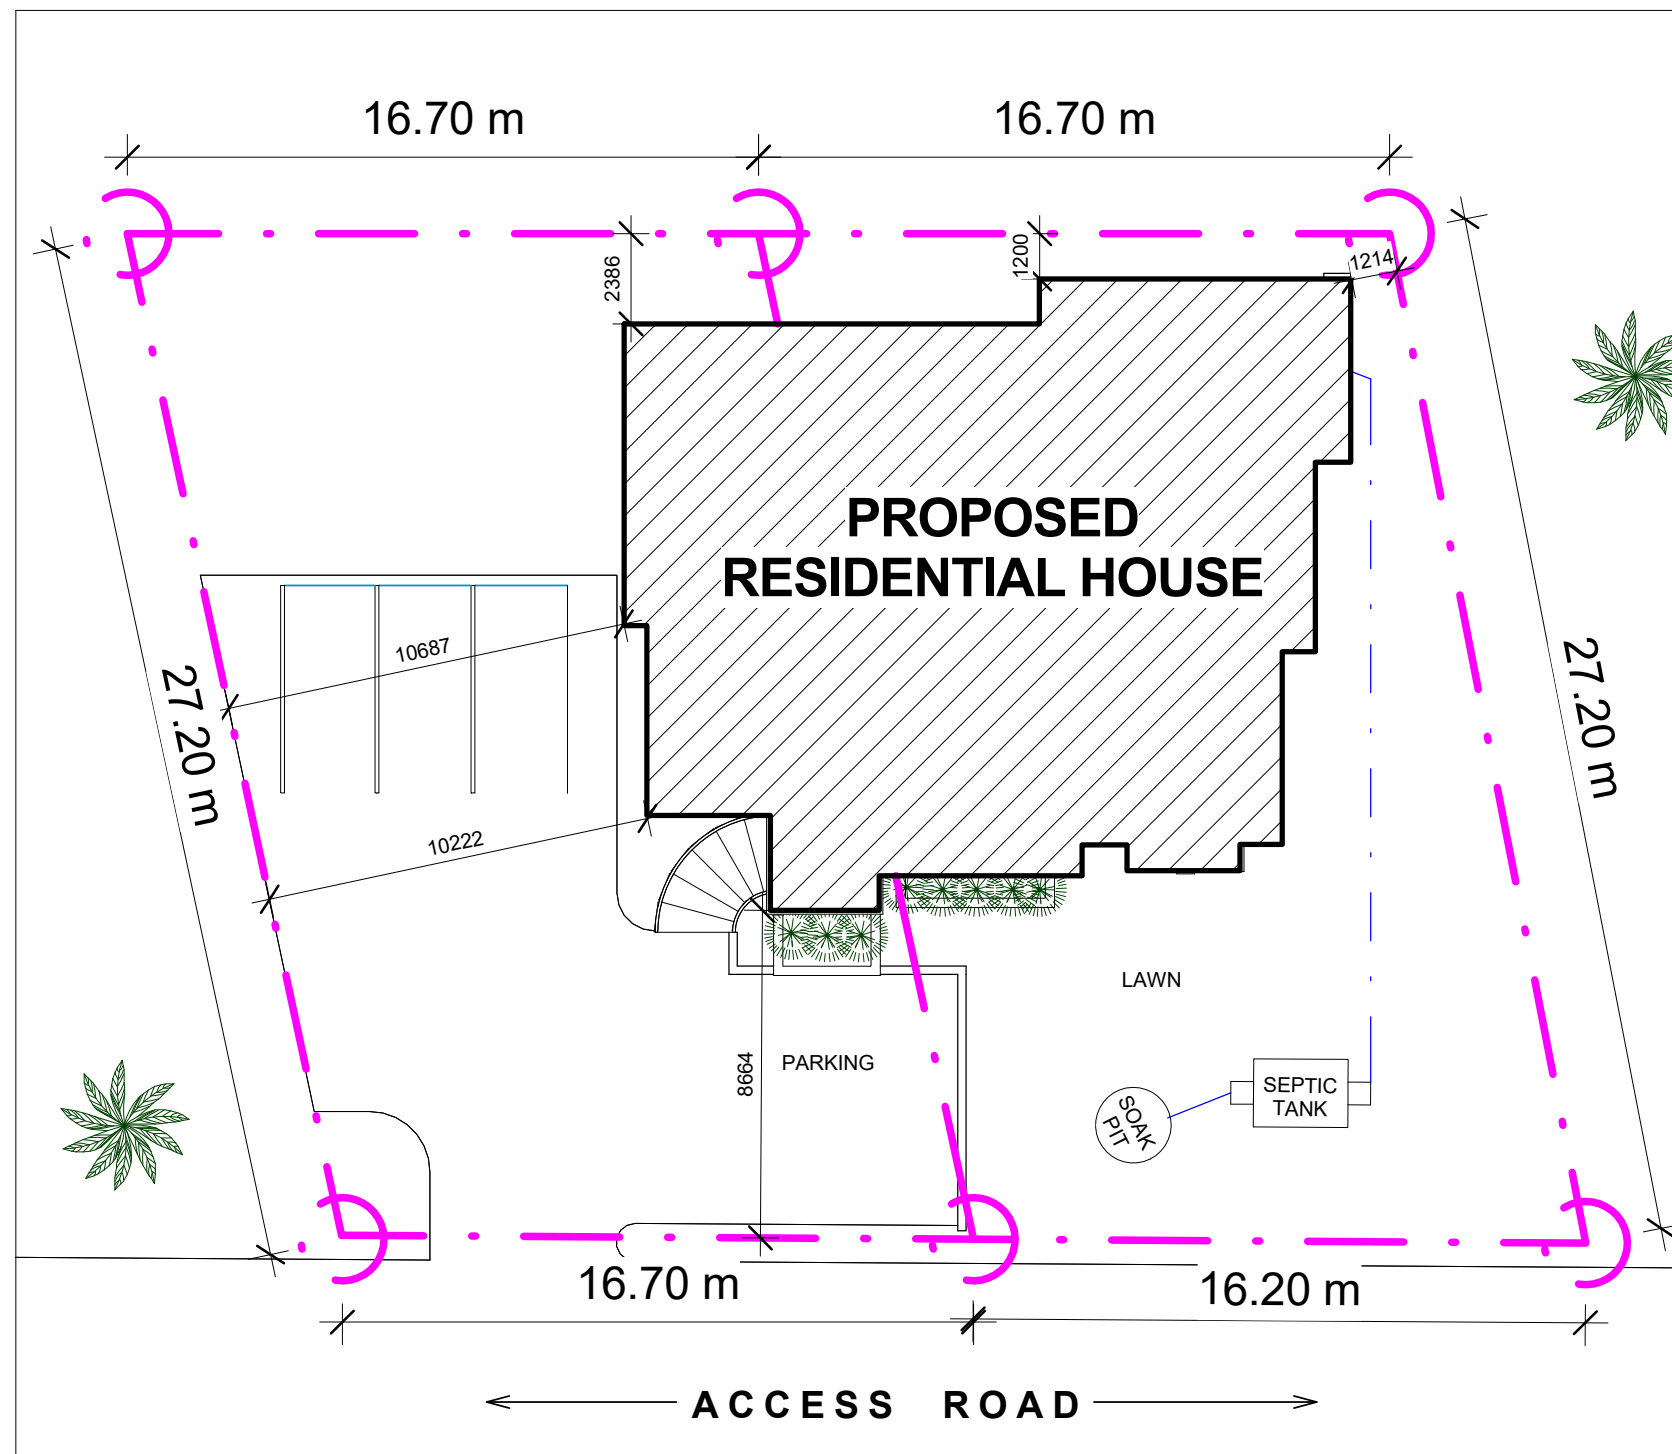 16.70 m
16.70 m
1200
1214
2386
PROPOSED
RESIDENTIAL HOUSE
10687
27.20 m
27.20 m
10222
LAWN
PARKING
8664
SEPTIC
TANK
SOAK
PIT
16.70 m
16.20 m
ACCESS ROAD